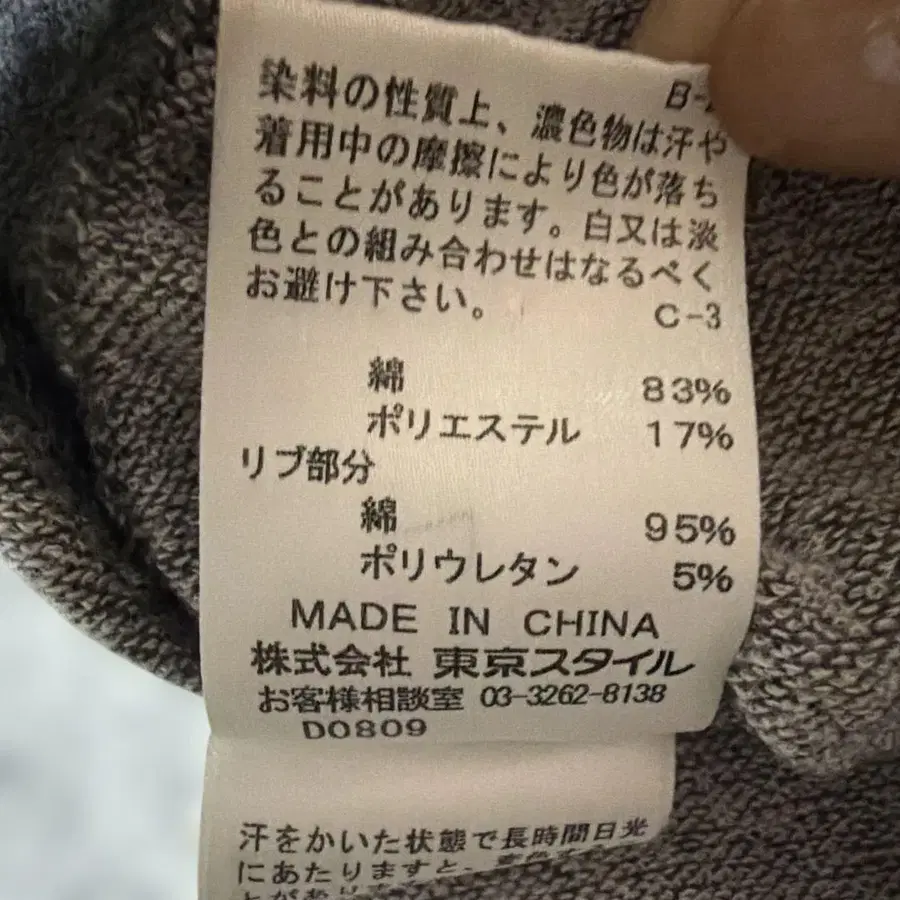 B-
染料の性質上、濃色物は汗や
着用中の摩擦により色が落ち
ることがあります。白又は淡
色との組み合わせはなるべく
お避け下さい。
C-3
綿 83%
ポリエステル 17%
リブ部分
綿 95%
ポリウレタン 5%
MADE IN CHINA
株式会社 東京スタイル
お客様相談室 03-3262-8138
D0809
汗をかいた状態で長時間日光
にあたりますと、
とがあり